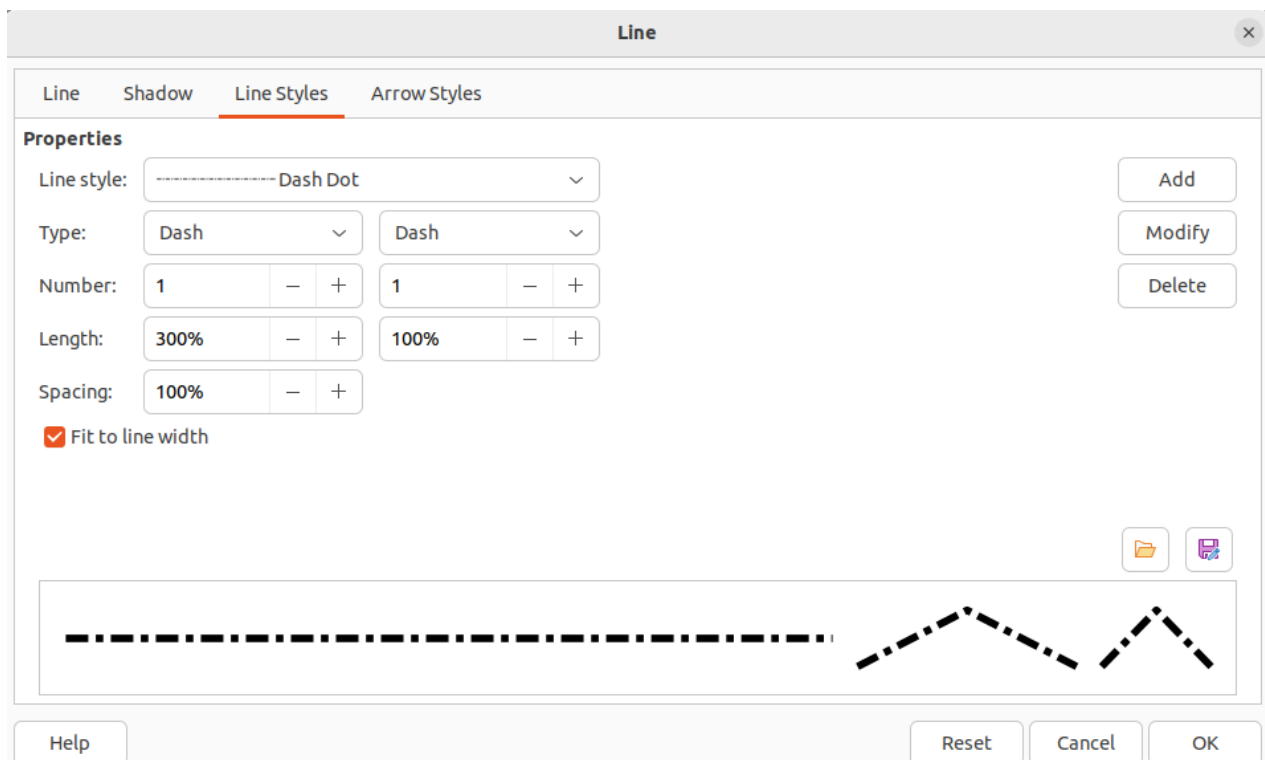 Line
Line Shadow Line Styles Arrow Styles
Properties
Line style: Dash Dot Add
Type: Dash Dash Modify
Number: 1 1 Delete
Length: 300% 100%
Spacing: 100%
Fit to line width
Help Reset Cancel OK